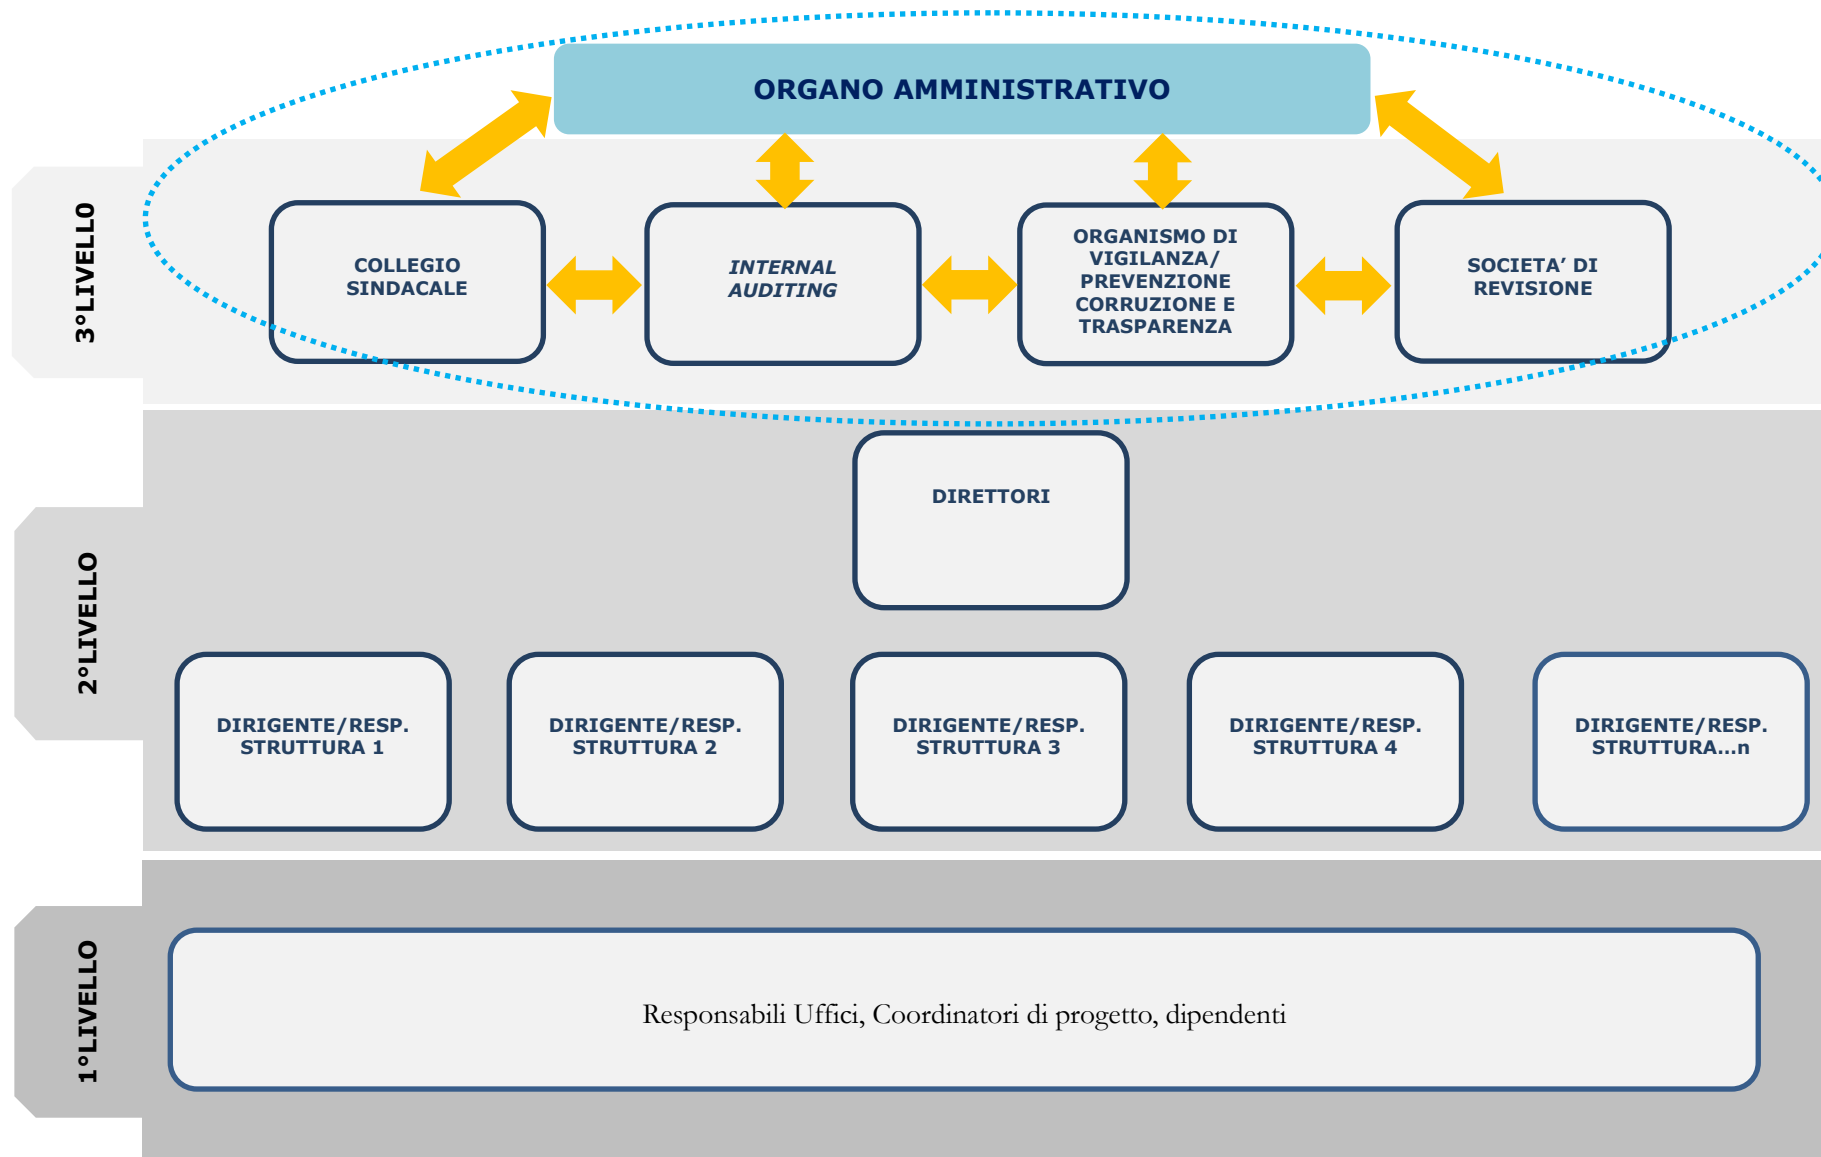 ORGANO AMMINISTRATIVO
3°LIVELLO
COLLEGIO
SINDACALE
INTERNAL
AUDITING
ORGANISMO DI
VIGILANZA/
PREVENZIONE
CORRUZIONE E
TRASPARENZA
SOCIETA’ DI
REVISIONE
2°LIVELLO
DIRETTORI
DIRIGENTE/RESP.
STRUTTURA 1
DIRIGENTE/RESP.
STRUTTURA 2
DIRIGENTE/RESP.
STRUTTURA 3
DIRIGENTE/RESP.
STRUTTURA 4
DIRIGENTE/RESP.
STRUTTURA…n
1°LIVELLO
Responsabili Uffici, Coordinatori di progetto, dipendenti